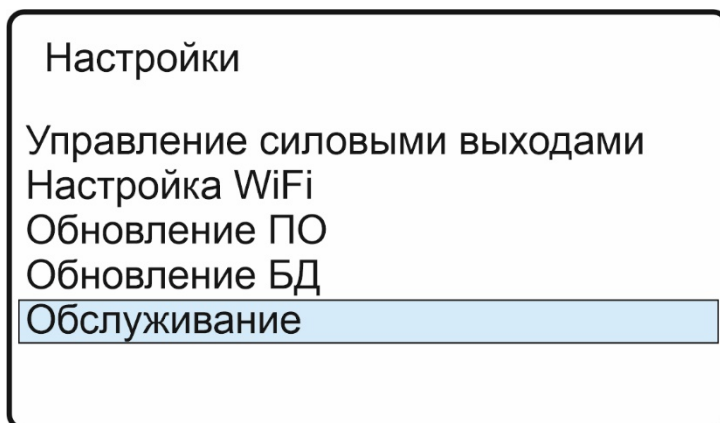 Настройки
Управление силовыми выходами
Настройка WiFi
Обновление ПО
Обновление БД
Обслуживание